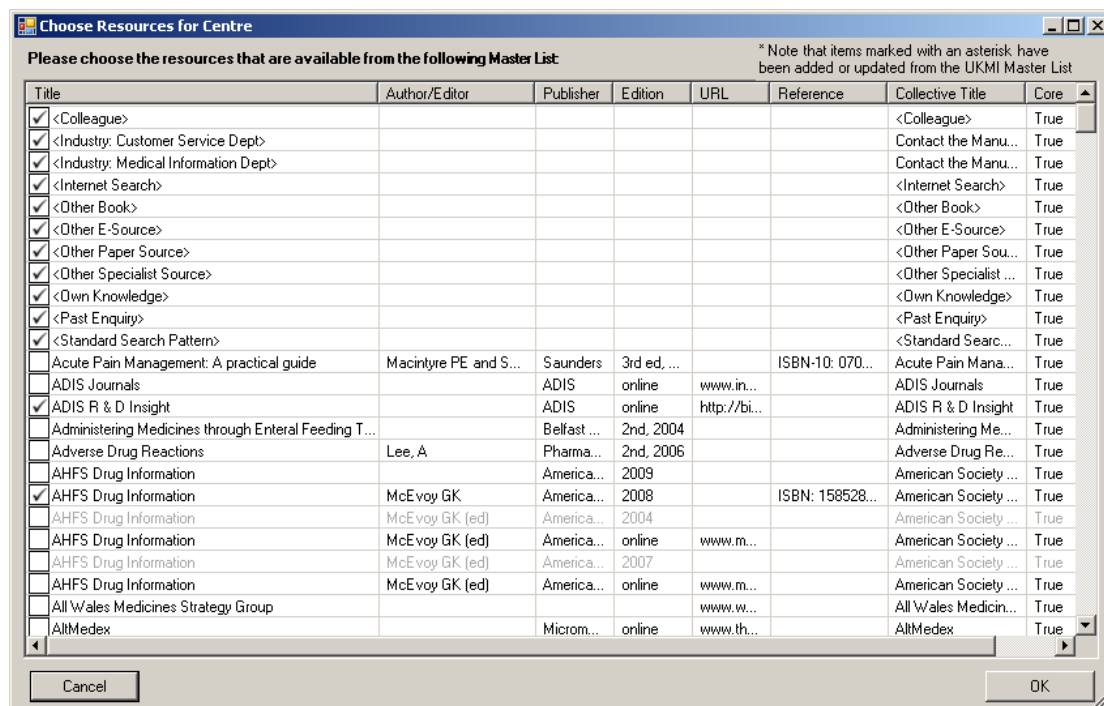 Choose Resources for Centre
Please choose the resources that are available from the following Master List:
* Note that items marked with an asterisk have
been added or updated from the UKMI Master List
Title Author/Editor Publisher Edition URL Reference Collective Title Core
<Colleague> <Colleague> True
<Industry: Customer Service Dept> Contact the Manu... True
<Industry: Medical Information Dept> Contact the Manu... True
<Internet Search> <Internet Search> True
<Other Book> <Other Book> True
<Other E-Source> <Other E-Source> True
<Other Paper Source> <Other Paper Sou... True
<Other Specialist Source> <Other Specialist ... True
<Own Knowledge> <Own Knowledge> True
<Past Enquiry> <Past Enquiry> True
<Standard Search Pattern> <Standard Searc... True
Acute Pain Management: A practical guide Macintyre PE and S... Saunders 3rd ed, ... ISBN-10: 070... Acute Pain Mana... True
ADIS Journals ADIS online www.in... ADIS Journals True
ADIS R & D Insight ADIS online http://bi... ADIS R & D Insight True
Administering Medicines through Enteral Feeding T... Belfast ... 2nd, 2004 Administering Me... True
Adverse Drug Reactions Lee, A Pharma... 2nd, 2006 Adverse Drug Re... True
AHFS Drug Information America... 2009 American Society ... True
AHFS Drug Information McEvoy GK America... 2008 ISBN: 158528... American Society ... True
AHFS Drug Information McEvoy GK (ed) America... 2004 American Society ... True
AHFS Drug Information McEvoy GK (ed) America... online www.m... American Society ... True
AHFS Drug Information McEvoy GK (ed) America... 2007 American Society ... True
AHFS Drug Information McEvoy GK (ed) America... online www.m... American Society ... True
All Wales Medicines Strategy Group www.w... All Wales Medicin... True
AltMedex Microm... online www.th... AltMedex True
Cancel OK